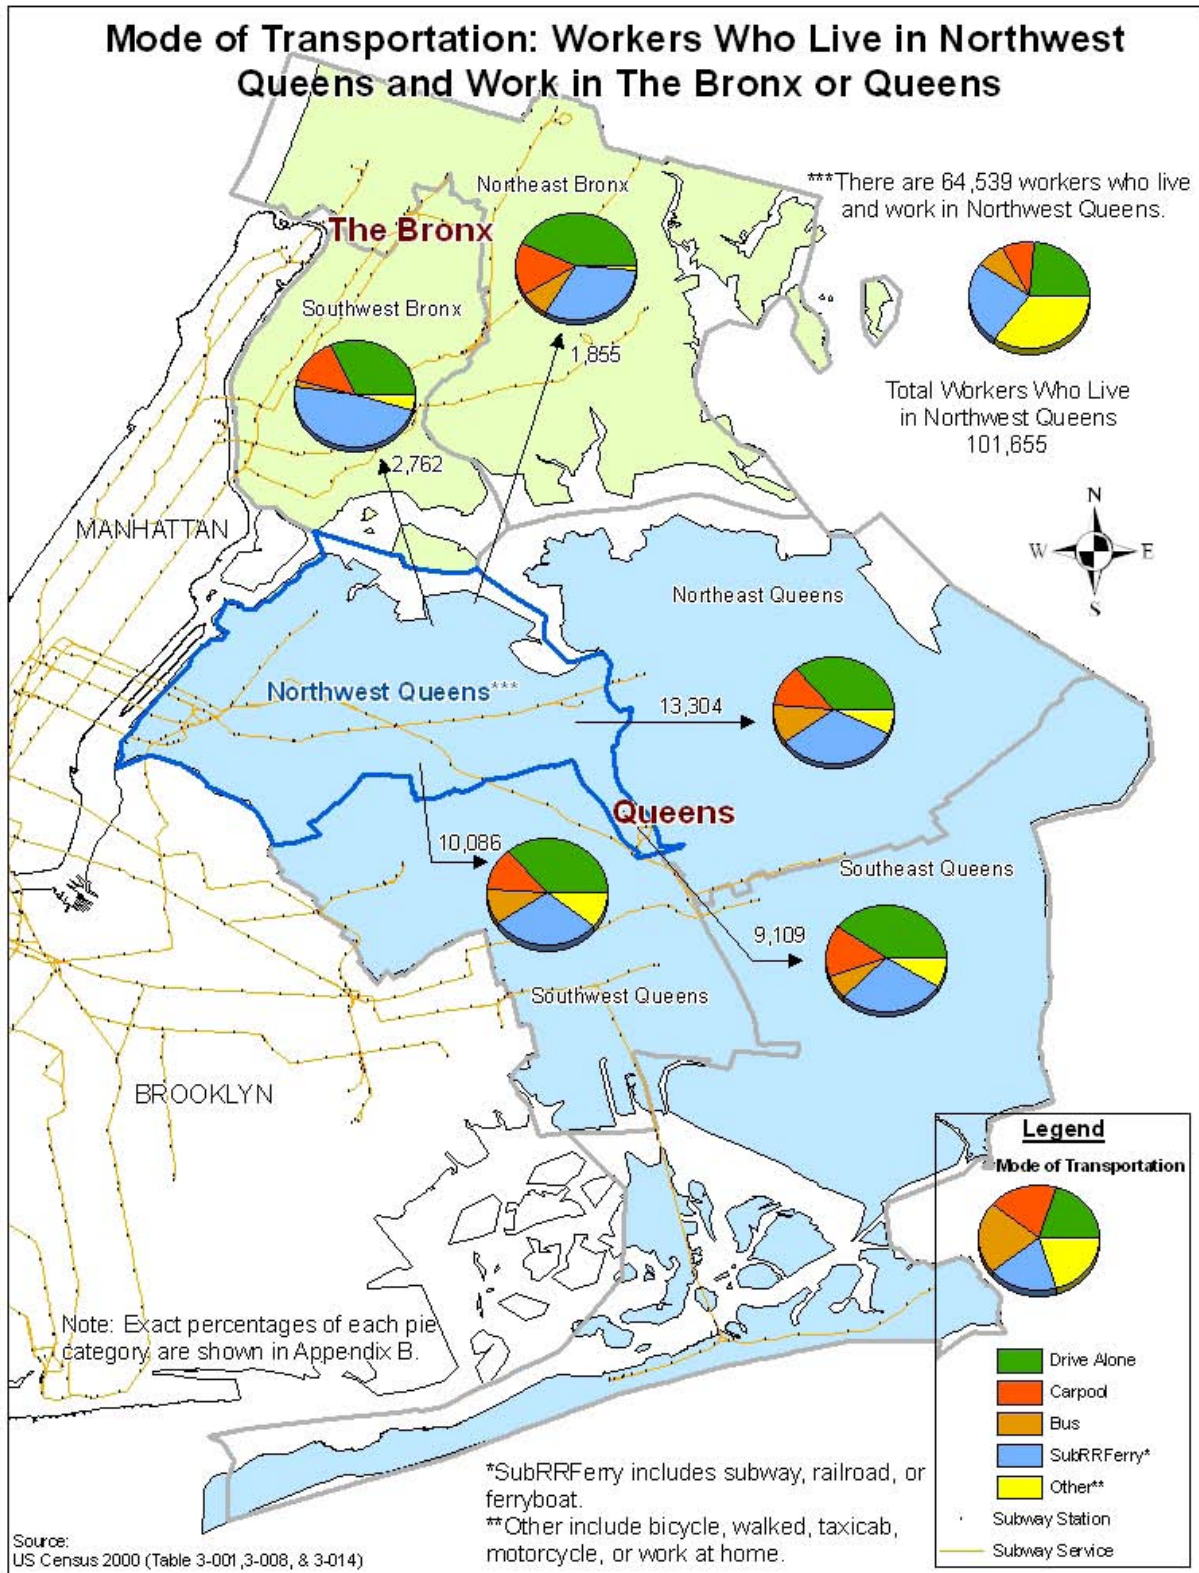 Mode of Transportation: Workers Who Live in Northwest
Queens and Work in The Bronx or Queens
Northeast Bronx
***There are 64,539 workers who live
and work in Northwest Queens.
The Bronx
Southwest Bronx
1,855
Total Workers Who Live
in Northwest Queens
101,655
2,762
MANHATTAN
N
W
E
S
Northeast Queens
Northwest Queens***
13,304
Queens
10,086
Southeast Queens
9,109
Southwest Queens
BROOKLYN
Legend
Mode of Transportation
Drive Alone
Carpool
Bus
SubRRFerry*
Other**
Subway Station
Subway Service
Note: Exact percentages of each pie
category are shown in Appendix B.
*SubRRFerry includes subway, railroad, or
ferryboat.
**Other include bicycle, walked, taxicab,
motorcycle, or work at home.
Source:
US Census 2000 (Table 3-001,3-008, & 3-014)